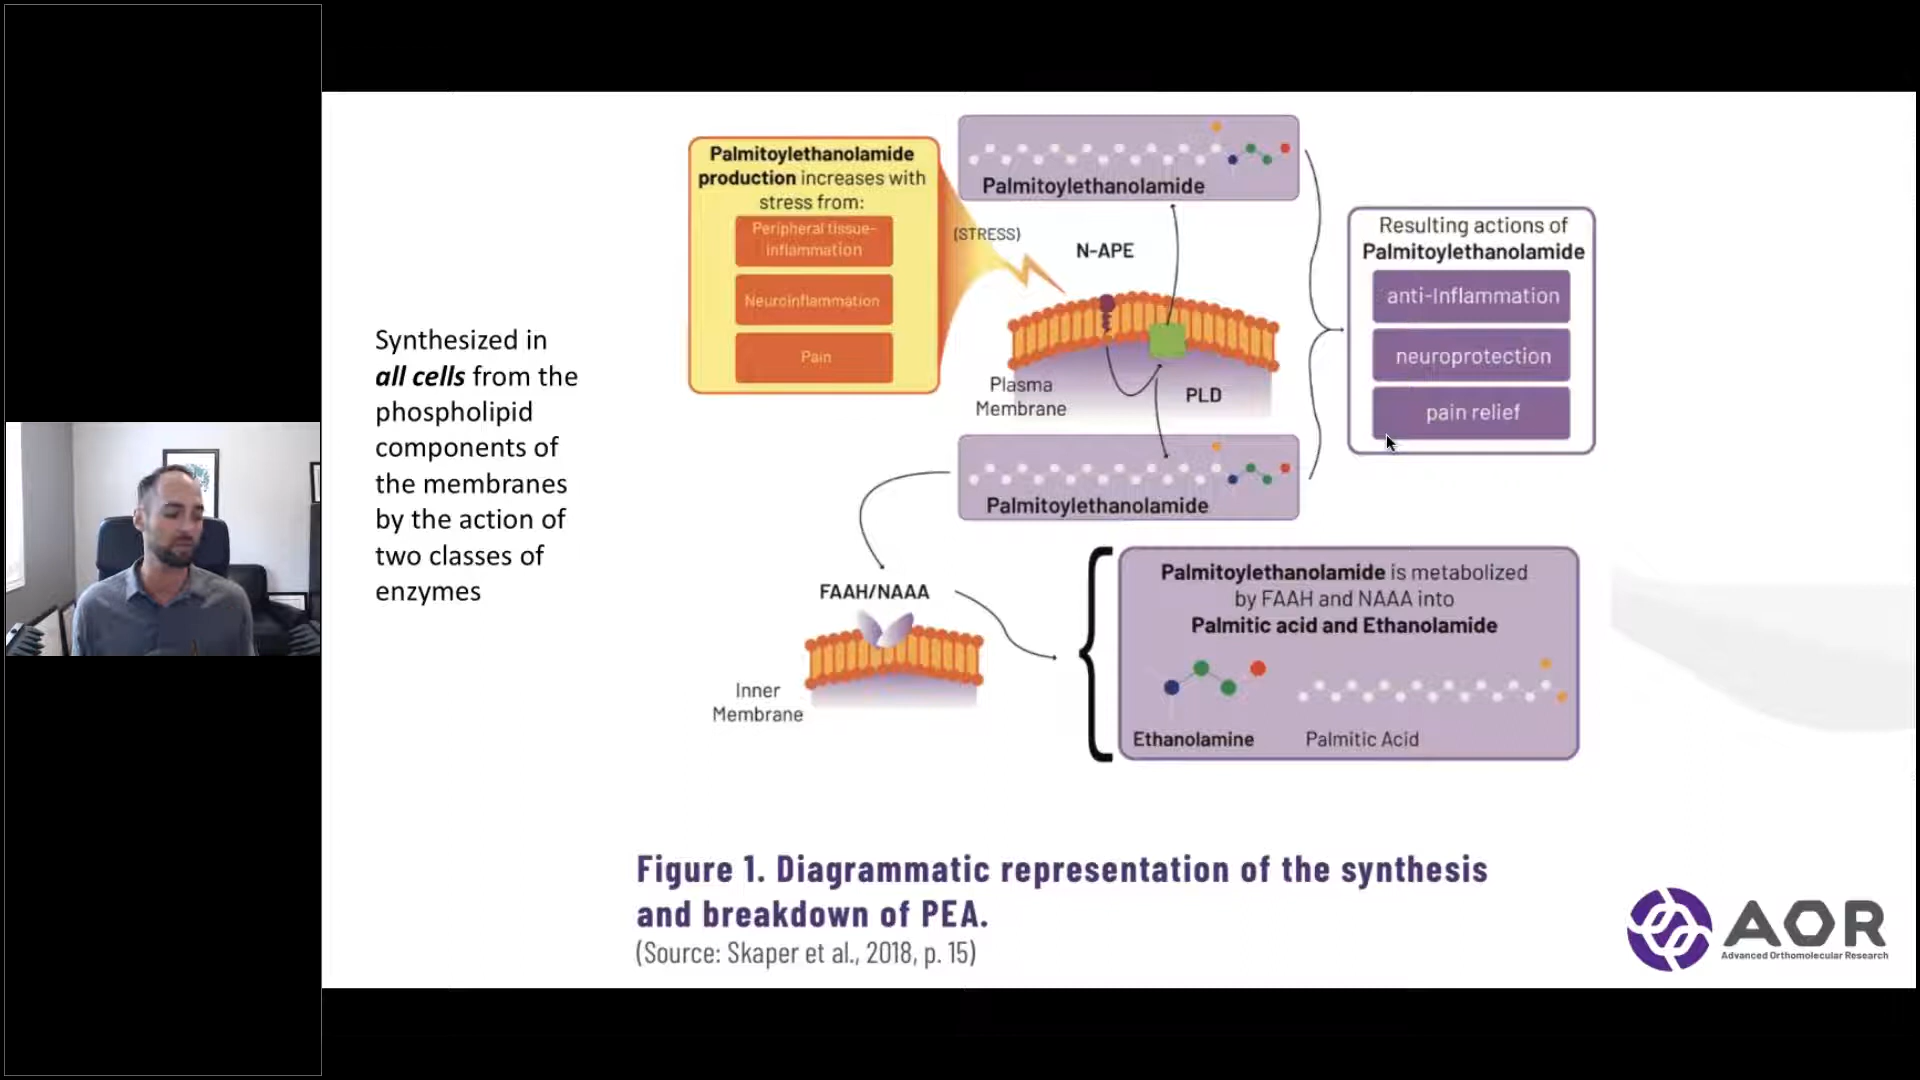 Synthesized in
all cells from the
phospholipid
components of
the membranes
by the action of
two classes of
enzymes
Palmitoylethanolamide
production increases with
stress from:
Peripheral tissue-
inflammation
Neuroinflammation
Pain
(STRESS)
Palmitoylethanolamide
N-APE
Plasma
Membrane
PLD
Palmitoylethanolamide
Resulting actions of
Palmitoylethanolamide
anti-Inflammation
neuroprotection
pain relief
FAAH/NAAA
Inner
Membrane
Palmitoylethanolamide is metabolized
by FAAH and NAAA into
Palmitic acid and Ethanolamide
Ethanolamine
Palmitic Acid
Figure 1. Diagrammatic representation of the synthesis
and breakdown of PEA.
(Source: Skaper et al., 2018, p. 15)
AOR
Advanced Orthomolecular Research